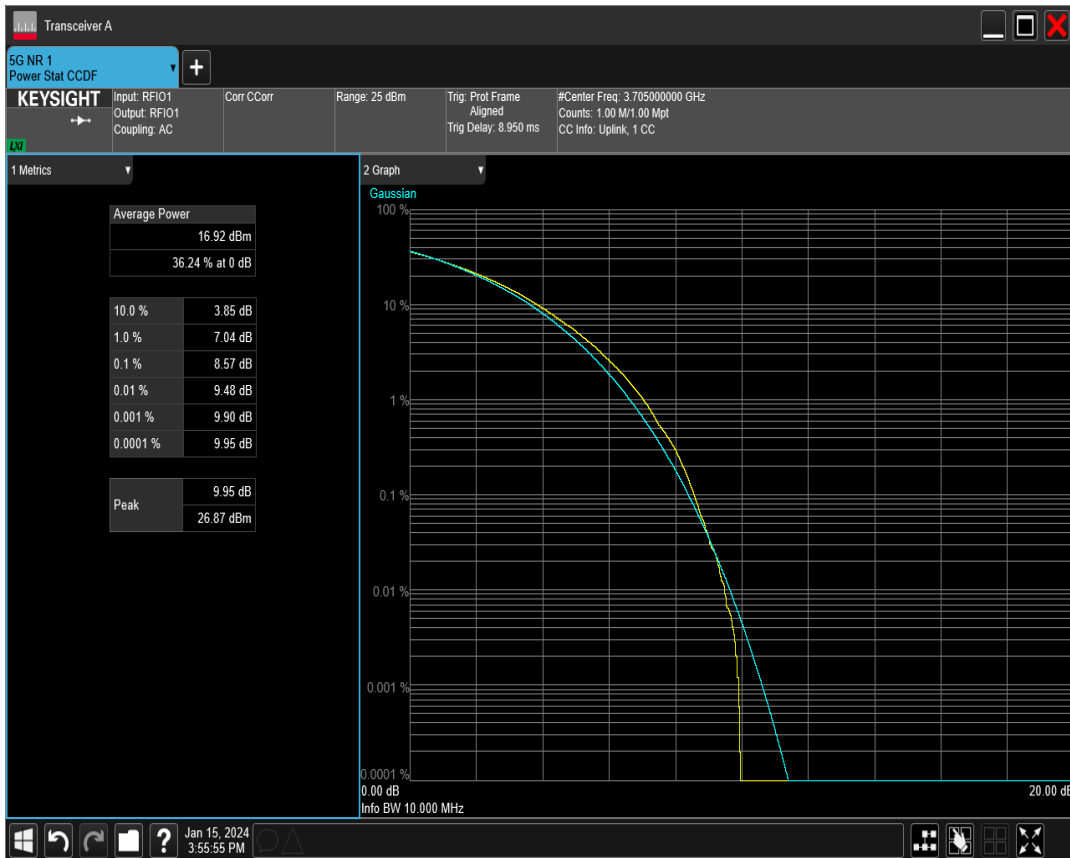 Transceiver A
5G NR 1
Power Stat CCDF
KEYSIGHT
LXI
Input: RFIO1
Output: RFIO1
Coupling: AC
Corr CCorr
Range: 25 dBm
Trig: Prot Frame
Aligned
Trig Delay: 8.950 ms
#Center Freq: 3.705000000 GHz
Counts: 1.00 M/1.00 Mpt
CC Info: Uplink, 1 CC
1 Metrics
Average Power
16.92 dBm
36.24 % at 0 dB
10.0 % 3.85 dB
1.0 % 7.04 dB
0.1 % 8.57 dB
0.01 % 9.48 dB
0.001 % 9.90 dB
0.0001 % 9.95 dB
Peak
9.95 dB
26.87 dBm
2 Graph
Gaussian
100 %
10 %
1 %
0.1 %
0.01 %
0.001 %
0.0001 %
0.00 dB
20.00 dB
Info BW 10.000 MHz
?
Jan 15, 2024
3:55:55 PM